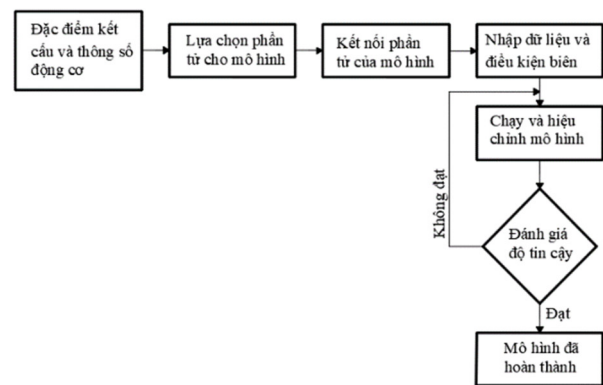 Đặc điểm kết
cấu và thông số
động cơ
Lựa chọn phần
tử cho mô hình
Kết nối phần
tử của mô hình
Nhập dữ liệu và
điều kiện biên
Chạy và hiệu
chỉnh mô hình
Không đạt
Đánh giá
độ tin cậy
Đạt
Mô hình đã
hoàn thành